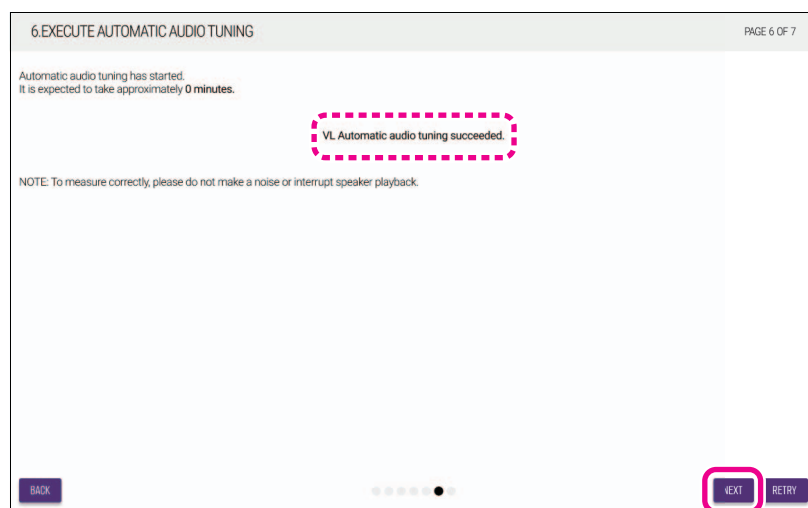 6.EXECUTE AUTOMATIC AUDIO TUNING
PAGE 6 OF 7
Automatic audio tuning has started.
It is expected to take approximately 0 minutes.
VL Automatic audio tuning succeeded.
NOTE: To measure correctly, please do not make a noise or interrupt speaker playback.
BACK
NEXT
RETRY